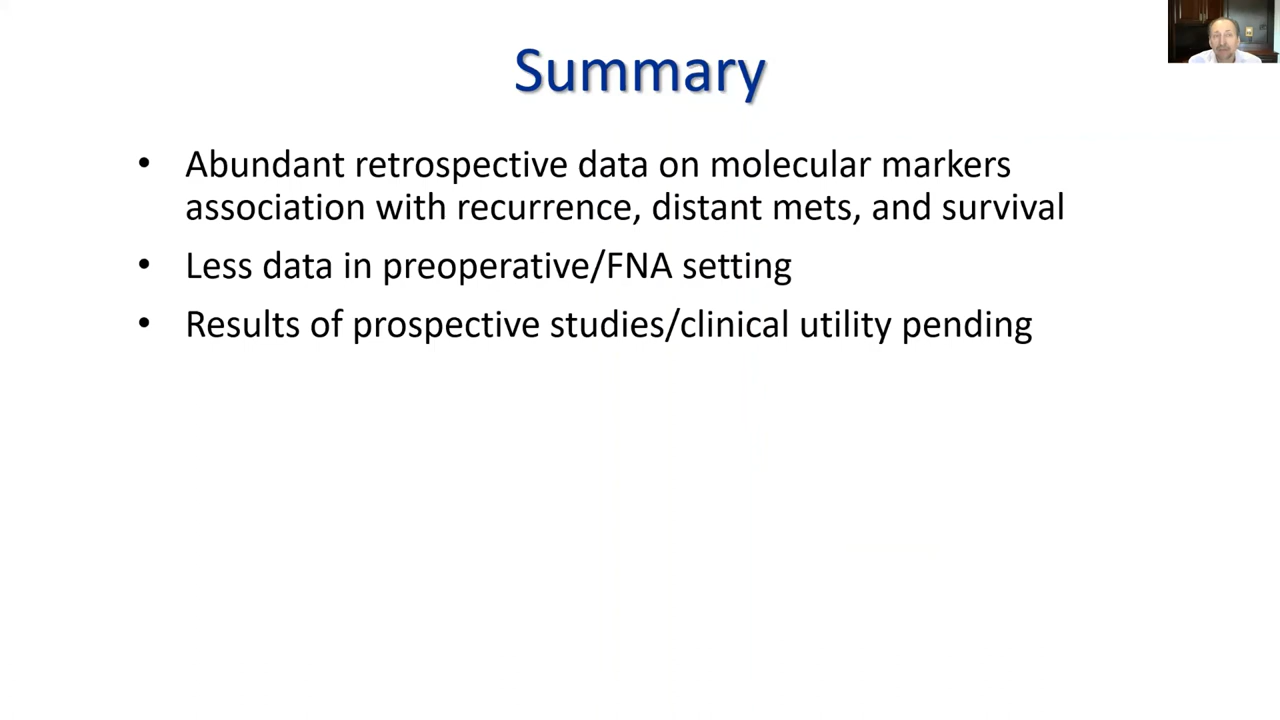 Summary
• Abundant retrospective data on molecular markers
association with recurrence, distant mets, and survival
• Less data in preoperative/FNA setting
• Results of prospective studies/clinical utility pending